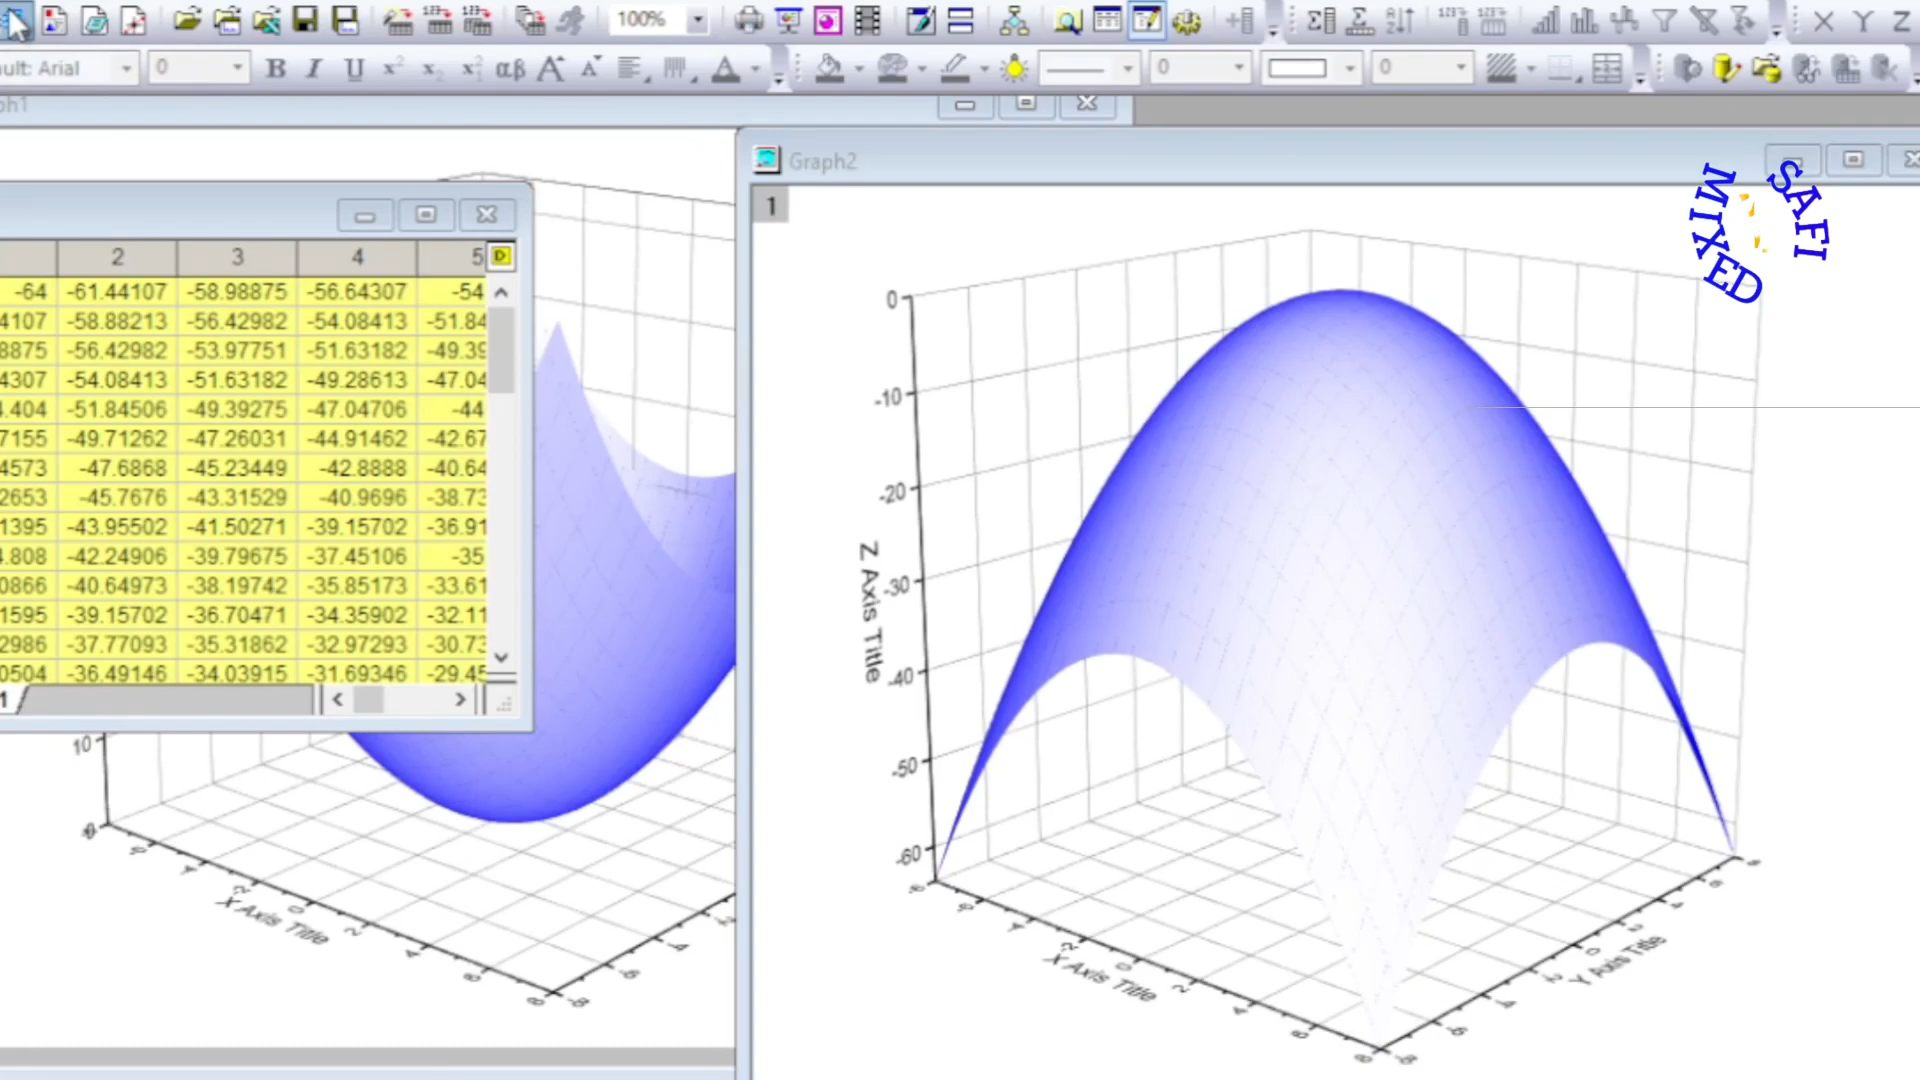 100%
ult: Arial 0 B I U αβ A A A 0 0 X Y Z
ph1
Graph2
1
SAFI
MIXED
2 3 4 5 D
-64 -61.44107 -58.98875 -56.64307 -54
4107 -58.88213 -56.42982 -54.08413 -51.84
8875 -56.42982 -53.97751 -51.63182 -49.39
4307 -54.08413 -51.63182 -49.28613 -47.04
.404 -51.84506 -49.39275 -47.04706 -44
7155 -49.71262 -47.26031 -44.91462 -42.67
4573 -47.6868 -45.23449 -42.8888 -40.64
2653 -45.7676 -43.31529 -40.9696 -38.73
1395 -43.95502 -41.50271 -39.15702 -36.91
.808 -42.24906 -39.79675 -37.45106 -35
0866 -40.64973 -38.19742 -35.85173 -33.61
1595 -39.15702 -36.70471 -34.35902 -32.11
2986 -37.77093 -35.31862 -32.97293 -30.73
0504 -36.49146 -34.03915 -31.69346 -29.45
1
10
X Axis Title
0
-10
-20
-30
-40
-50
-60
Z Axis Title
X Axis Title
Y Axis Title